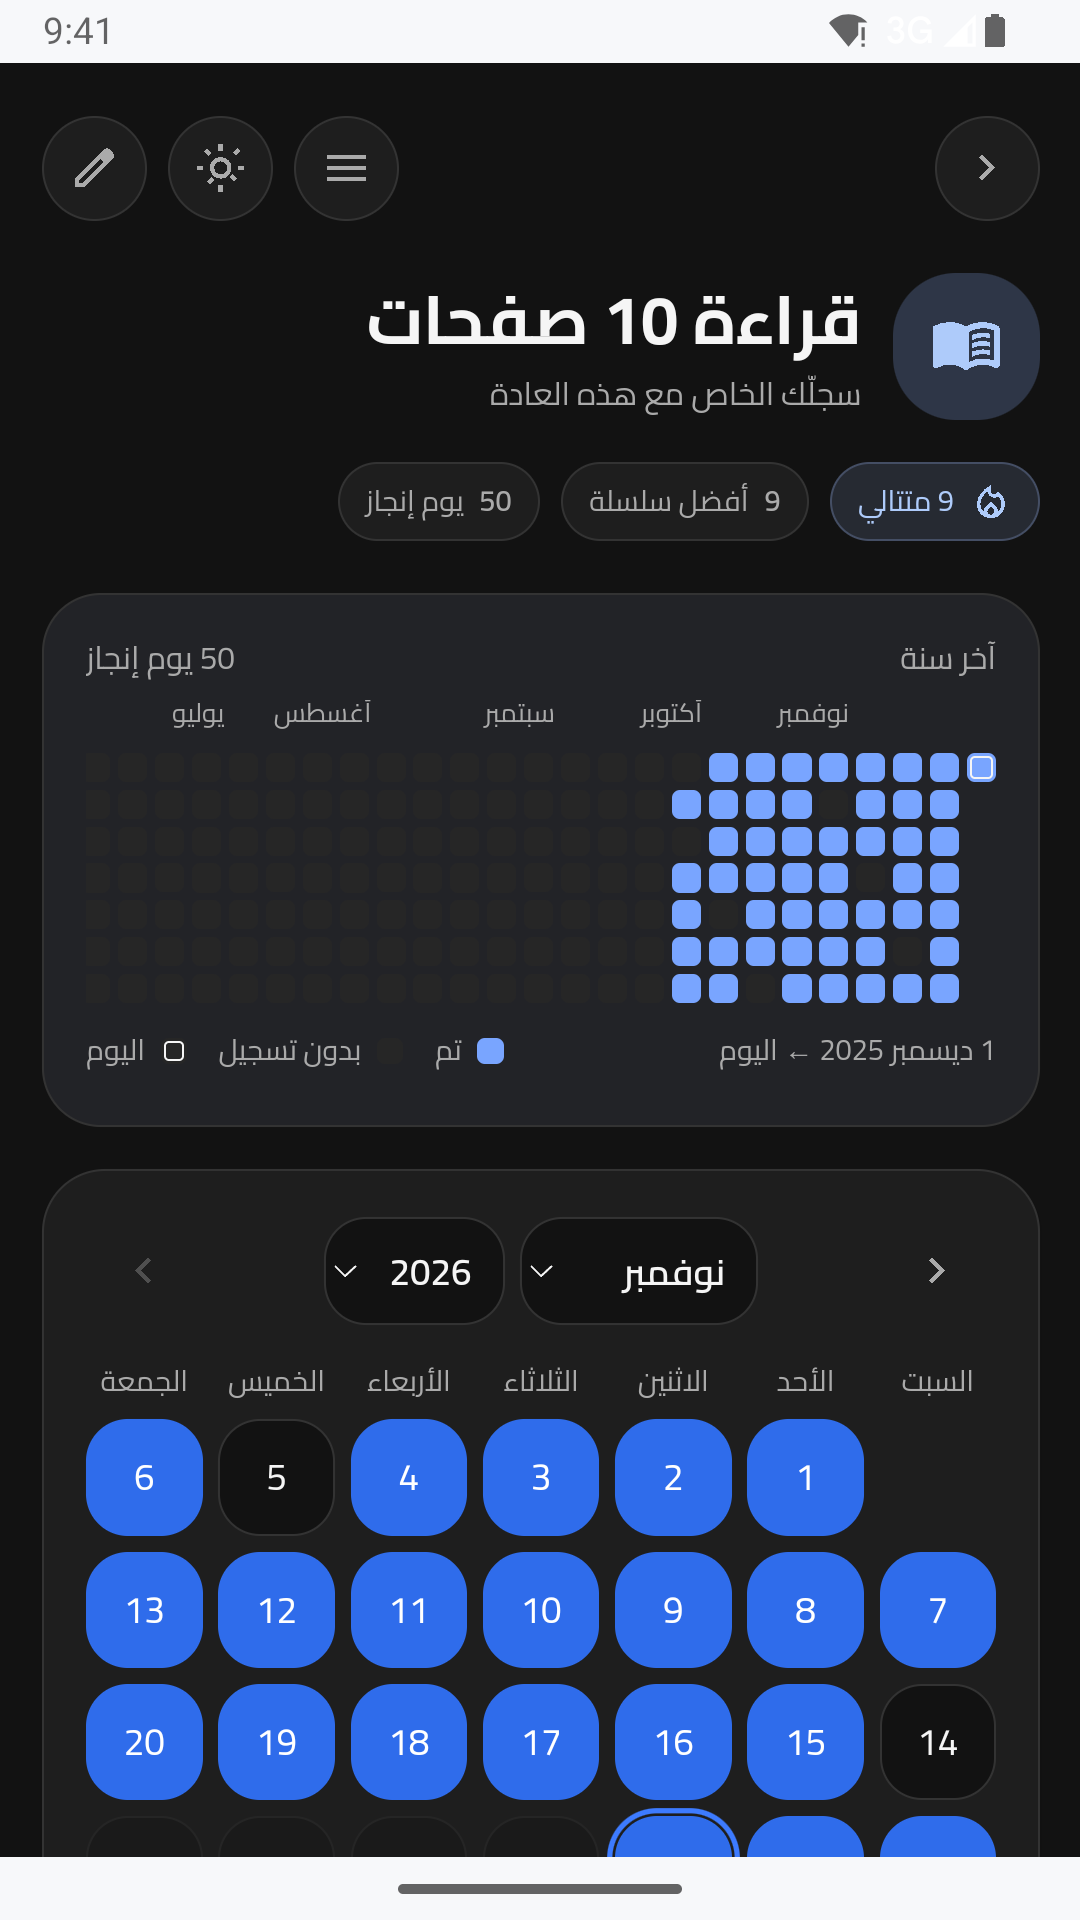 9:41
3G
قراءة 10 صفحات
سجلّك الخاص مع هذه العادة
9 متتالي
9 أفضل سلسلة
50 يوم إنجاز
آخر سنة
50 يوم إنجاز
نوفمبر أكتوبر سبتمبر أغسطس يوليو
1 ديسمبر 2025 ← اليوم
تم بدون تسجيل اليوم
نوفمبر 2026
السبت الأحد الاثنين الثلاثاء الأربعاء الخميس الجمعة
1 2 3 4 5 6
7 8 9 10 11 12 13
14 15 16 17 18 19 20